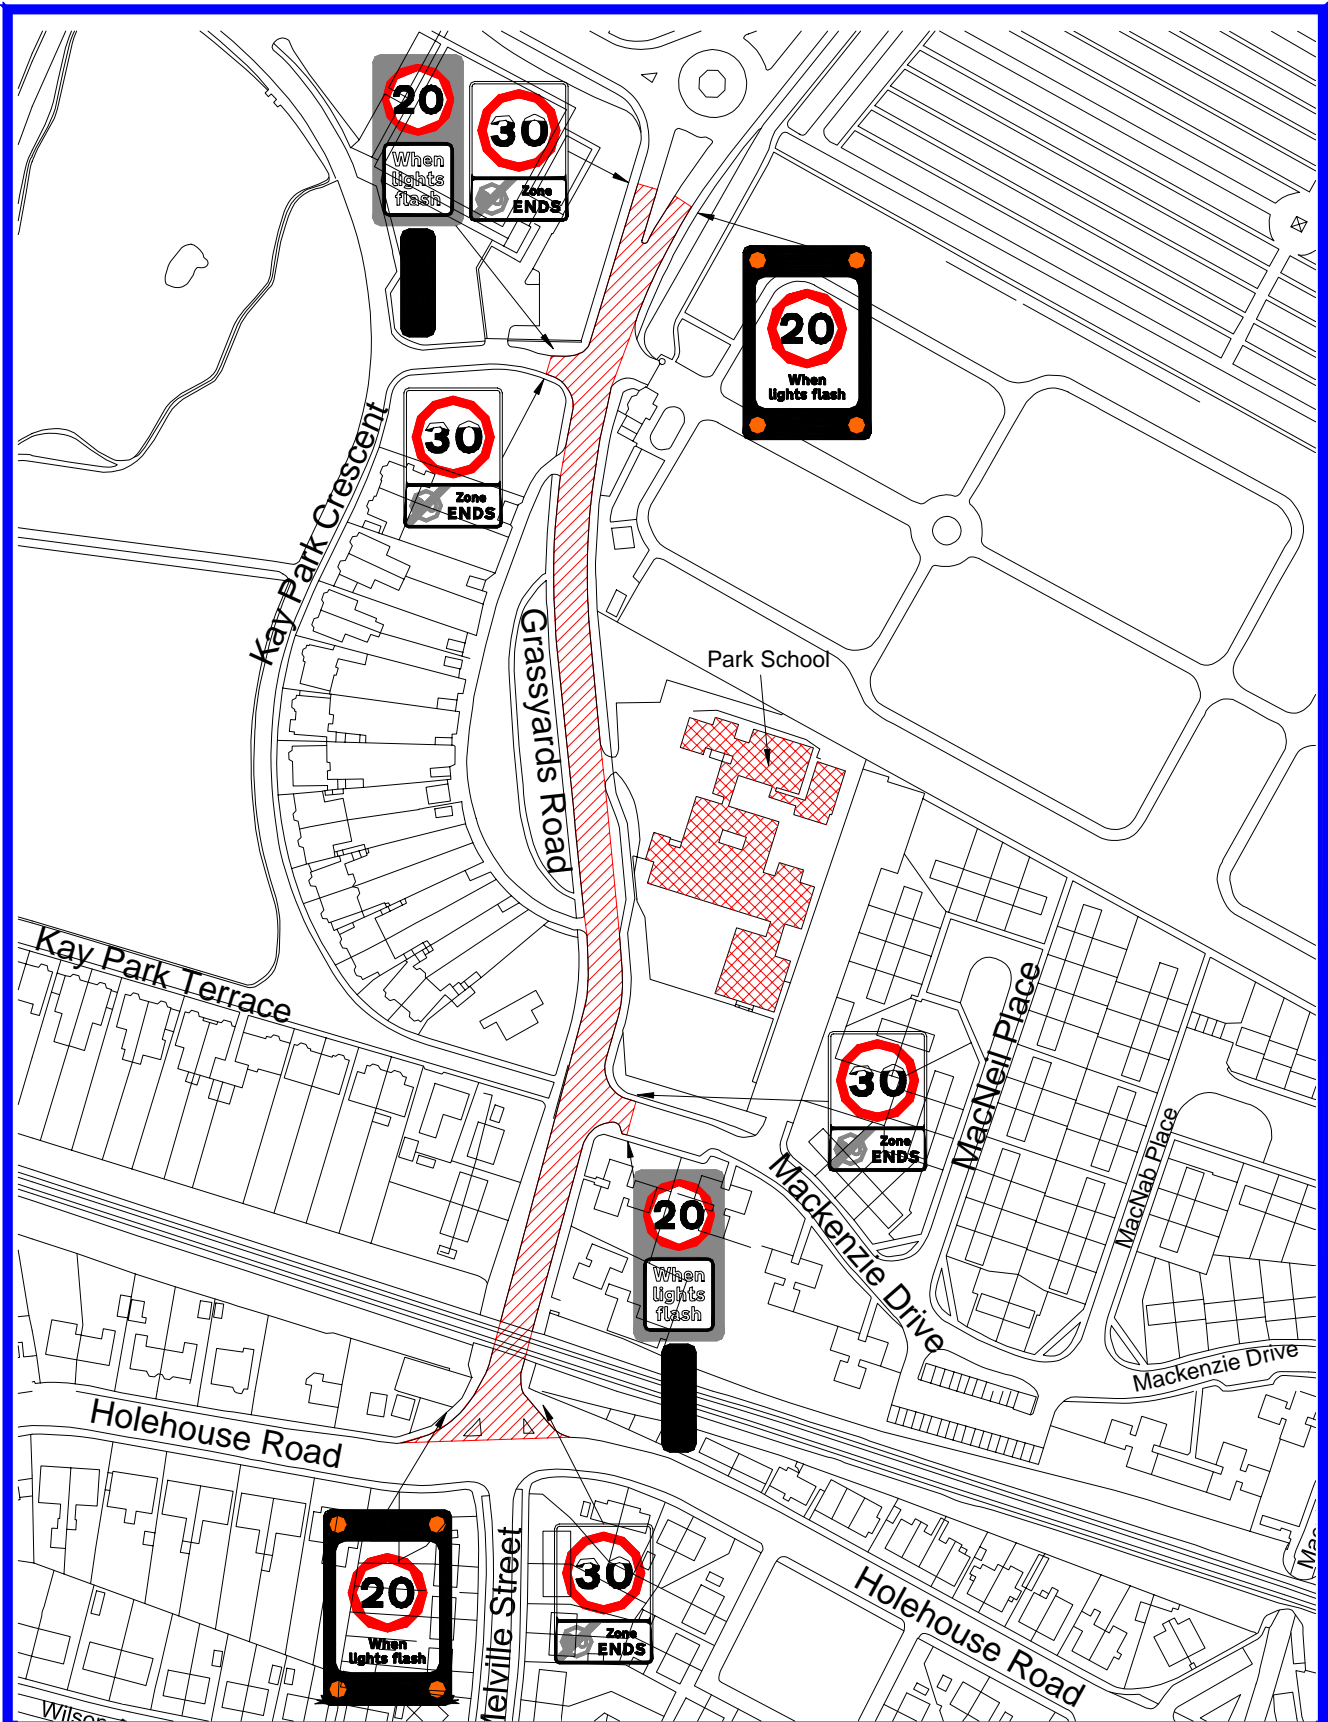 20
When
lights
flash
30
Zone
ENDS
20
When
lights flash
30
Zone
ENDS
Kay Park Crescent
Grassyards Road
Park School
Kay Park Terrace
MacNeil Place
30
Zone
ENDS
MacNab Place
Mackenzie Drive
20
When
lights
flash
Mackenzie Drive
Holehouse Road
20
When
lights flash
Melville Street
30
Zone
ENDS
Holehouse Road